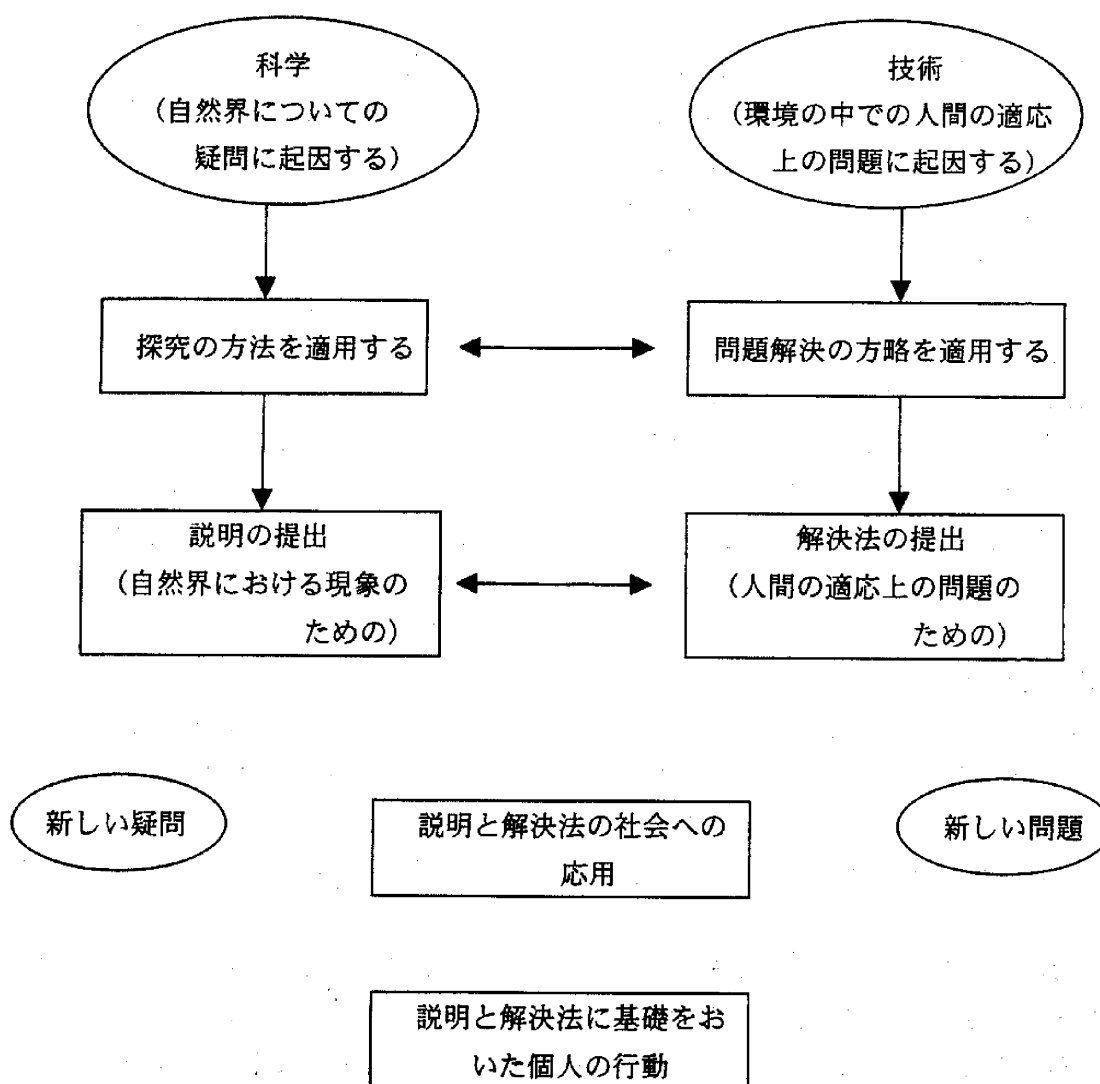 科学
(自然界についての
疑問に起因する)
技術
(環境の中での人間の適応
上の問題に起因する)
探究の方法を適用する
問題解決の方略を適用する
説明の提出
(自然界における現象の
ための)
解決法の提出
(人間の適応上の問題の
ための)
新しい疑問
説明と解決法の社会への
応用
新しい問題
説明と解決法に基礎をお
いた個人の行動